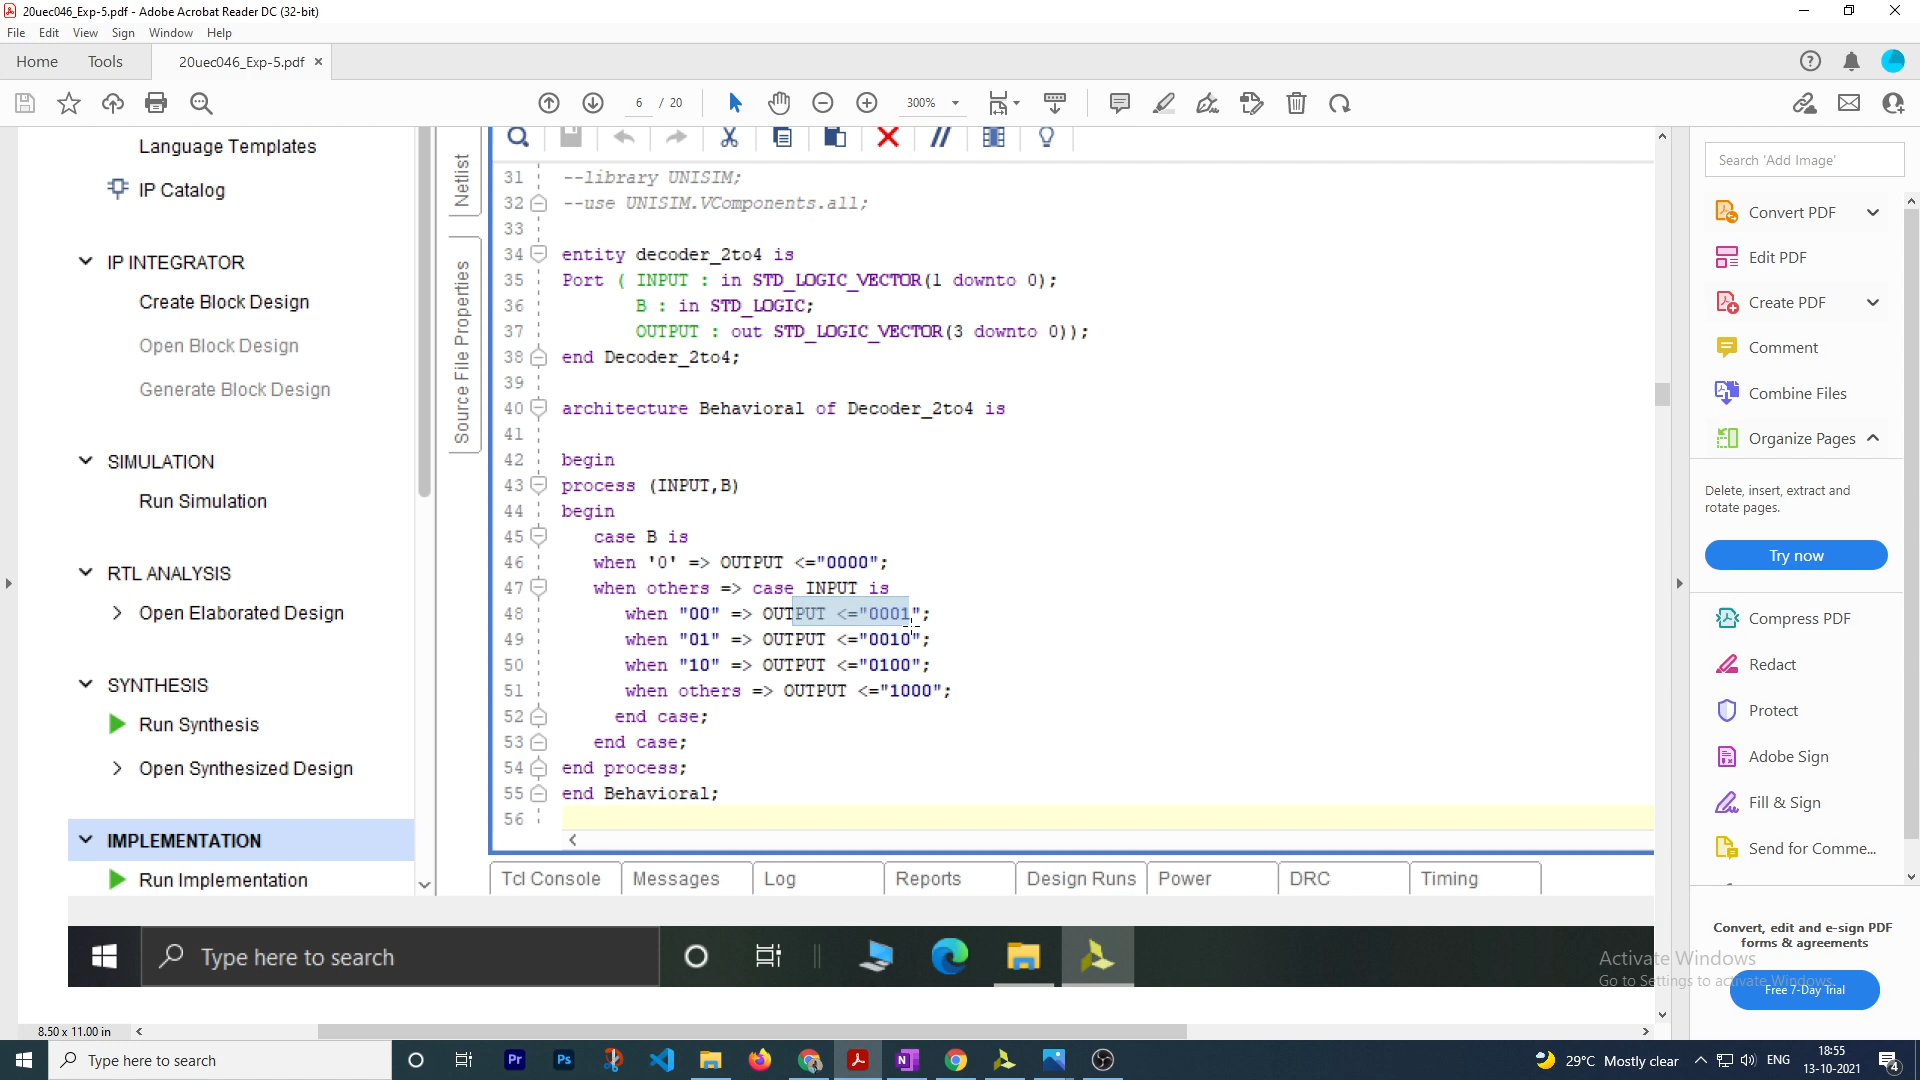 20uec046_Exp-5.pdf - Adobe Acrobat Reader DC (32-bit)
File Edit View Sign Window Help
Home Tools 20uec046_Exp-5.pdf ×
6 / 20 300%
Language Templates
IP Catalog
IP INTEGRATOR
Create Block Design
Open Block Design
Generate Block Design
SIMULATION
Run Simulation
RTL ANALYSIS
Open Elaborated Design
SYNTHESIS
Run Synthesis
Open Synthesized Design
IMPLEMENTATION
Run Implementation
Netlist
Source File Properties
31 --library UNISIM;
32 --use UNISIM.VComponents.all;
33
34 entity decoder_2to4 is
35 Port ( INPUT : in STD_LOGIC_VECTOR(1 downto 0);
36 B : in STD_LOGIC;
37 OUTPUT : out STD_LOGIC_VECTOR(3 downto 0));
38 end Decoder_2to4;
39
40 architecture Behavioral of Decoder_2to4 is
41
42 begin
43 process (INPUT,B)
44 begin
45 case B is
46 when '0' => OUTPUT <="0000";
47 when others => case INPUT is
48 when "00" => OUTPUT <="0001";
49 when "01" => OUTPUT <="0010";
50 when "10" => OUTPUT <="0100";
51 when others => OUTPUT <="1000";
52 end case;
53 end case;
54 end process;
55 end Behavioral;
56
Tcl Console Messages Log Reports Design Runs Power DRC Timing
Type here to search
8.50 x 11.00 in
Search 'Add Image'
Convert PDF
Edit PDF
Create PDF
Comment
Combine Files
Organize Pages
Delete, insert, extract and
rotate pages.
Try now
Compress PDF
Redact
Protect
Adobe Sign
Fill & Sign
Send for Comme...
Convert, edit and e-sign PDF
forms & agreements
Free 7-Day Trial
Activate Windows
Go to Settings to activate Windows.
Type here to search
Pr Ps
29°C Mostly clear
ENG
18:55
13-10-2021
4